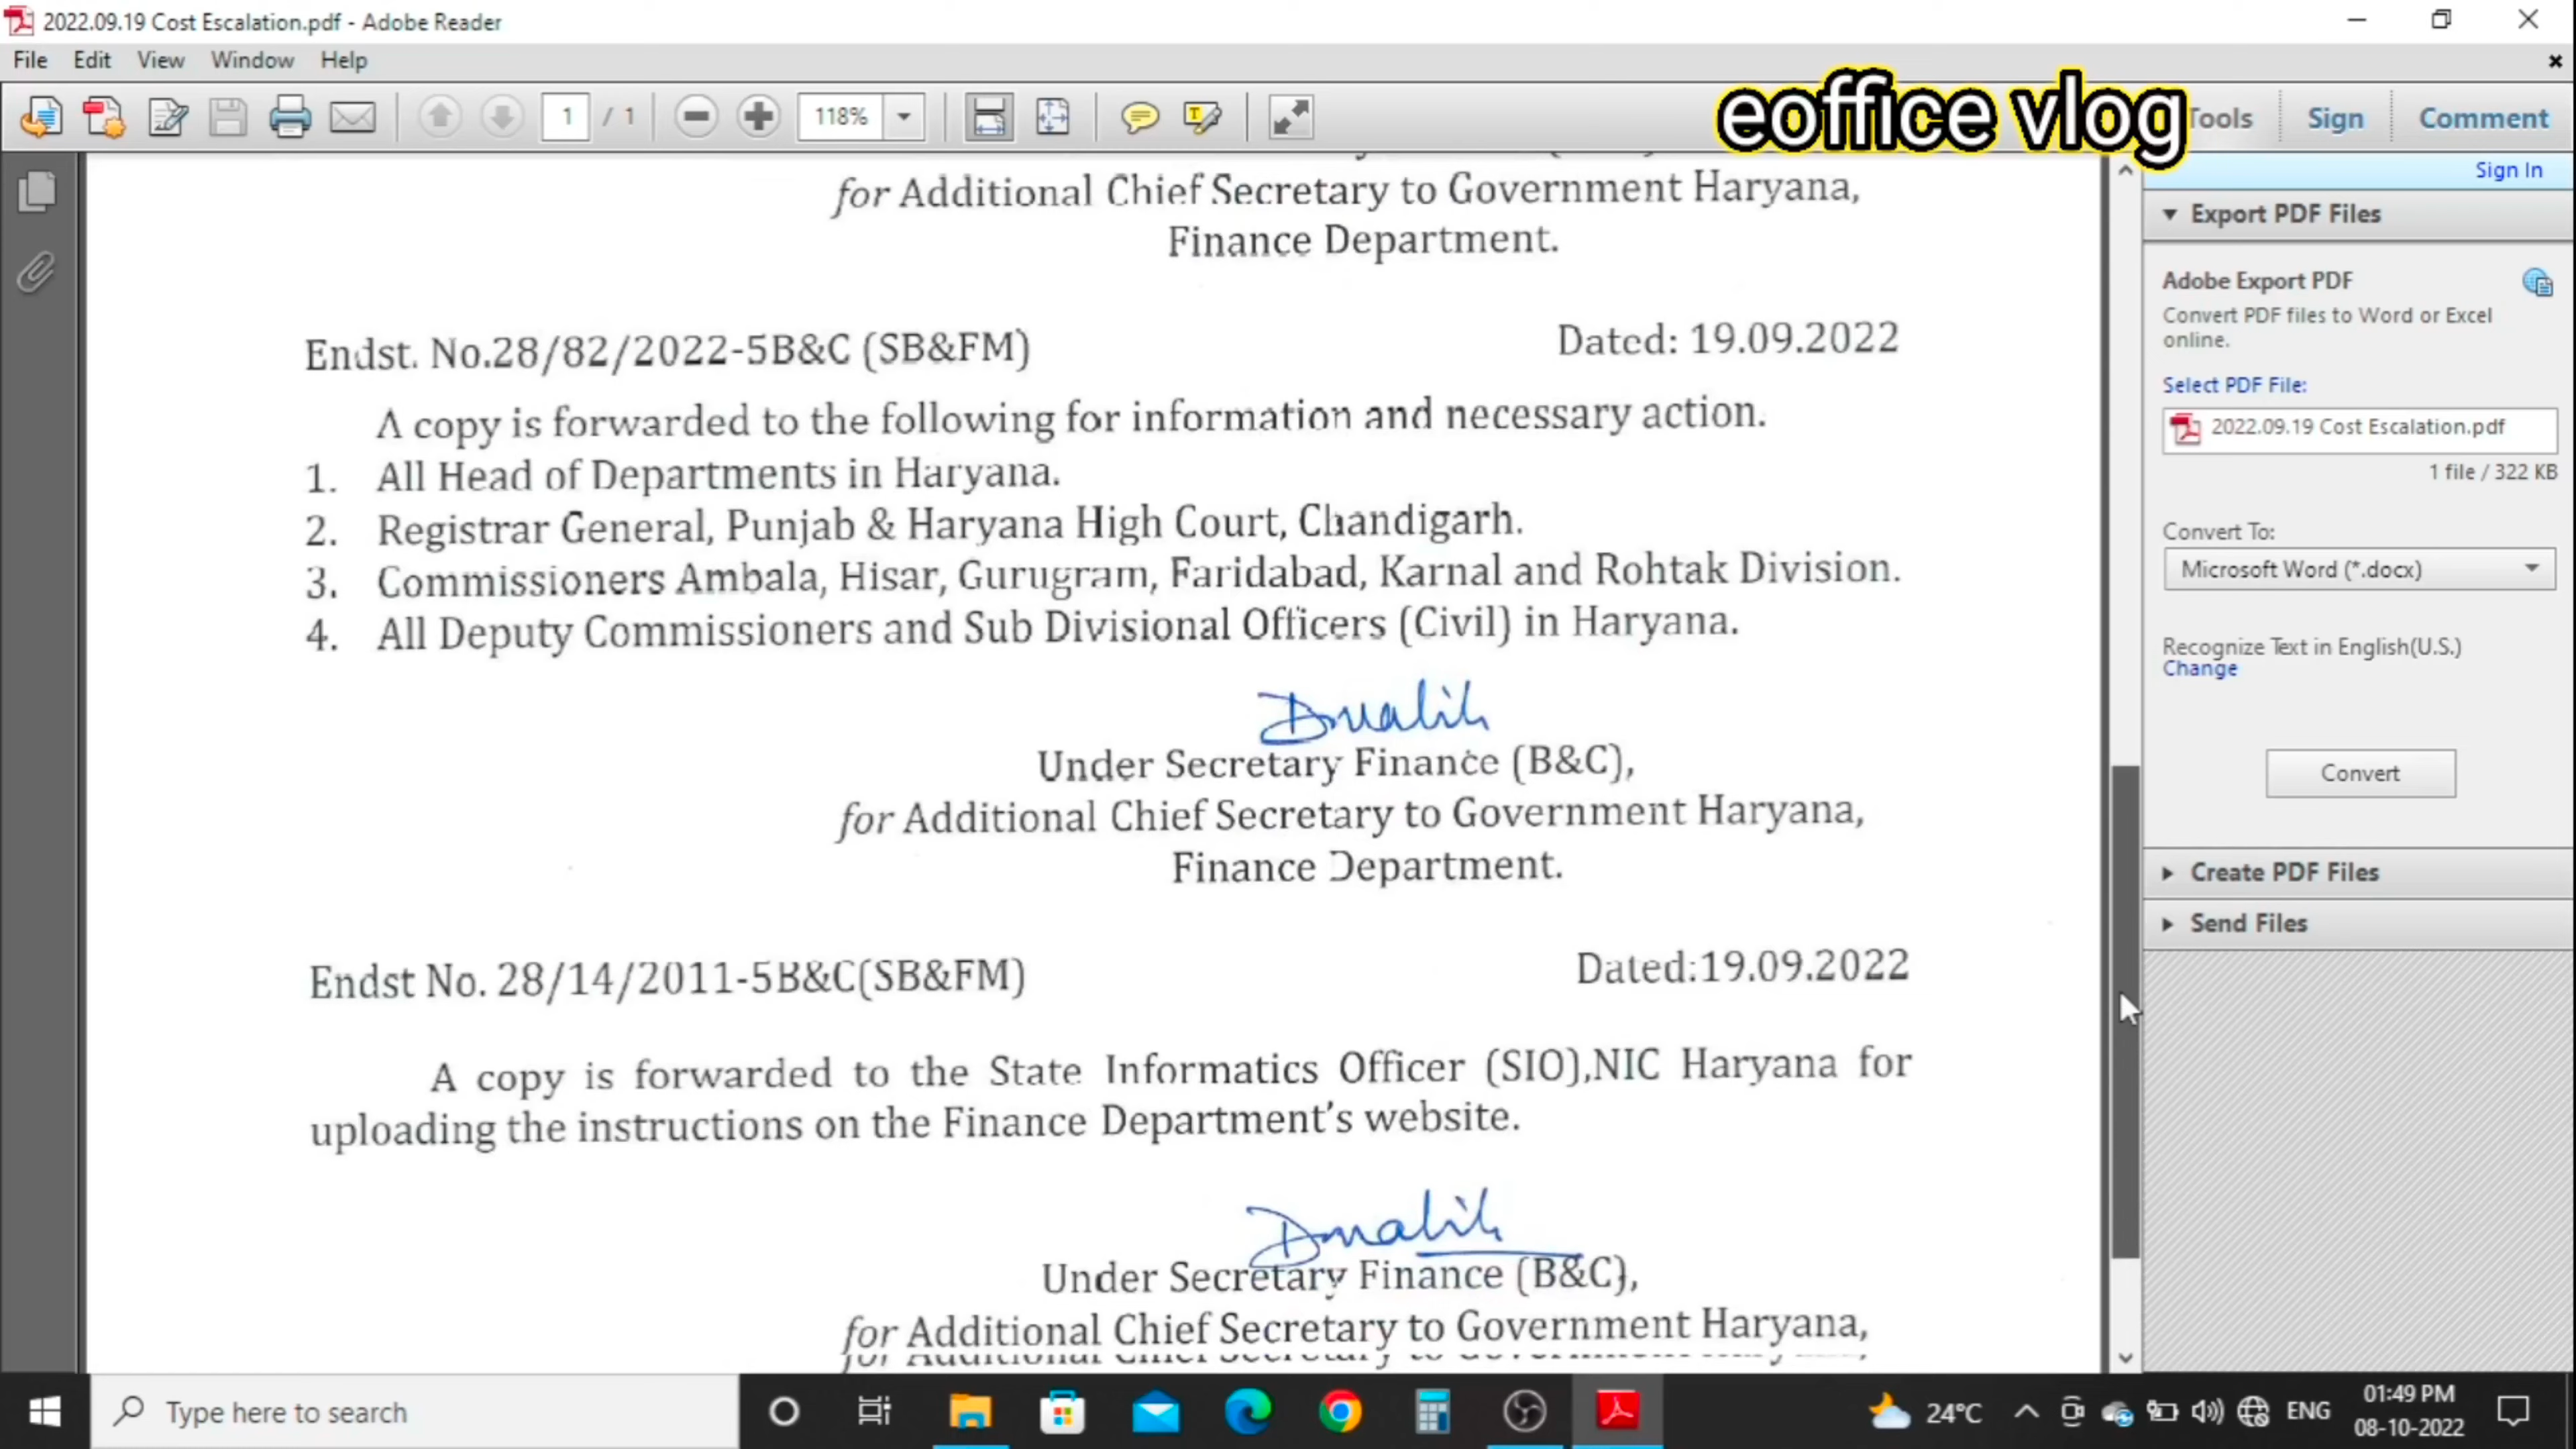 2022.09.19 Cost Escalation.pdf - Adobe Reader
File Edit View Window Help
1 / 1 118% Tools Sign Comment
eoffice vlog
Sign In
for Additional Chief Secretary to Government Haryana,
Finance Department.
Endst. No.28/82/2022-5B&C (SB&FM) Dated: 19.09.2022
A copy is forwarded to the following for information and necessary action.
1. All Head of Departments in Haryana.
2. Registrar General, Punjab & Haryana High Court, Chandigarh.
3. Commissioners Ambala, Hisar, Gurugram, Faridabad, Karnal and Rohtak Division.
4. All Deputy Commissioners and Sub Divisional Officers (Civil) in Haryana.
Dmalik
Under Secretary Finance (B&C),
for Additional Chief Secretary to Government Haryana,
Finance Department.
Endst No. 28/14/2011-5B&C(SB&FM) Dated:19.09.2022
A copy is forwarded to the State Informatics Officer (SIO),NIC Haryana for
uploading the instructions on the Finance Department's website.
Dmalik
Under Secretary Finance (B&C),
for Additional Chief Secretary to Government Haryana,
Export PDF Files
Adobe Export PDF
Convert PDF files to Word or Excel
online.
Select PDF File:
2022.09.19 Cost Escalation.pdf
1 file / 322 KB
Convert To:
Microsoft Word (*.docx)
Recognize Text in English(U.S.)
Change
Convert
Create PDF Files
Send Files
Type here to search
24°C ENG 01:49 PM
08-10-2022